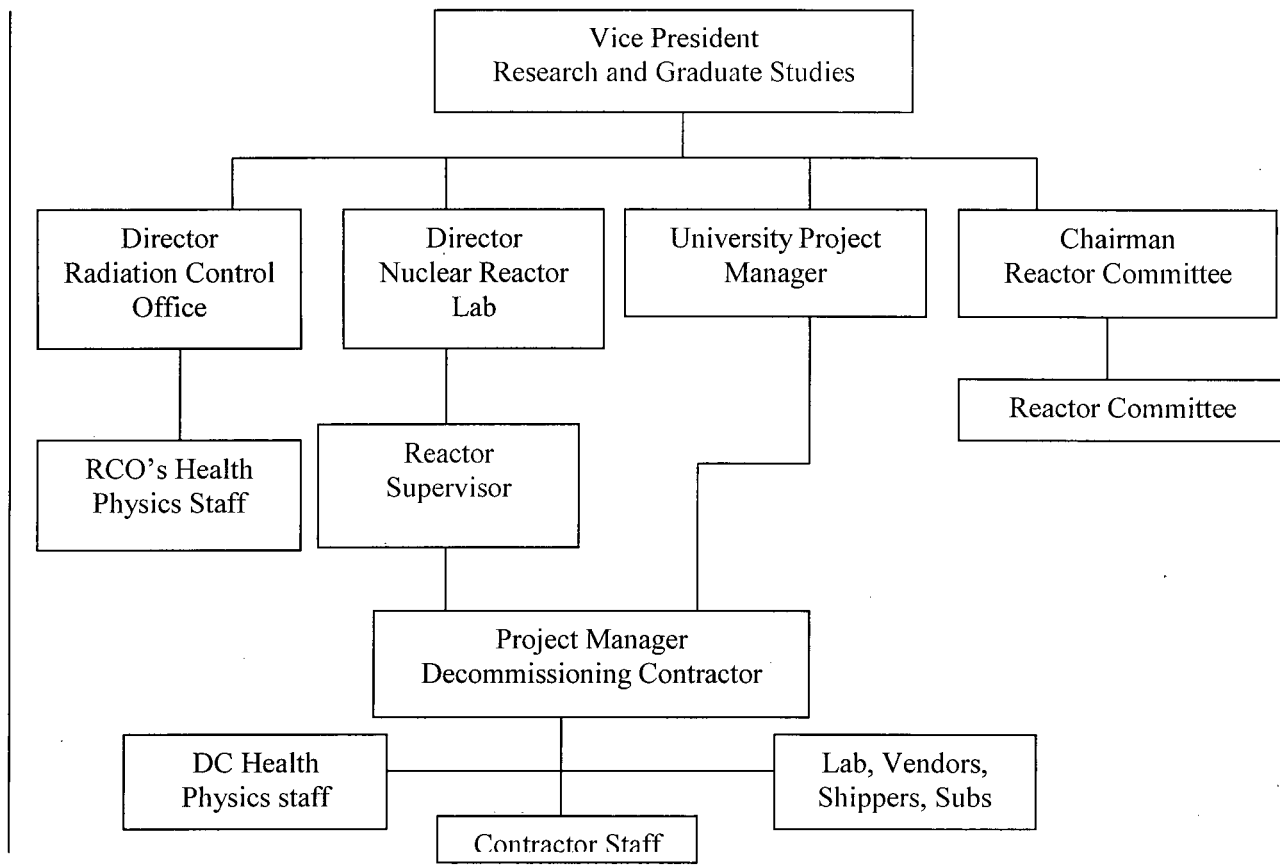 Vice President
Research and Graduate Studies
Director
Radiation Control
Office
Director
Nuclear Reactor
Lab
University Project
Manager
Chairman
Reactor Committee
Reactor Committee
RCO's Health
Physics Staff
Reactor
Supervisor
Project Manager
Decommissioning Contractor
DC Health
Physics staff
Lab, Vendors,
Shippers, Subs
Contractor Staff